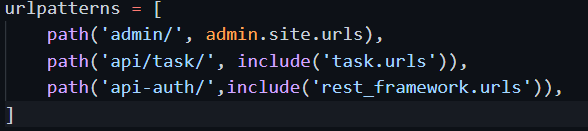 urlpatterns = [
    path('admin/', admin.site.urls),
    path('api/task/', include('task.urls')),
    path('api-auth/',include('rest_framework.urls')),
]